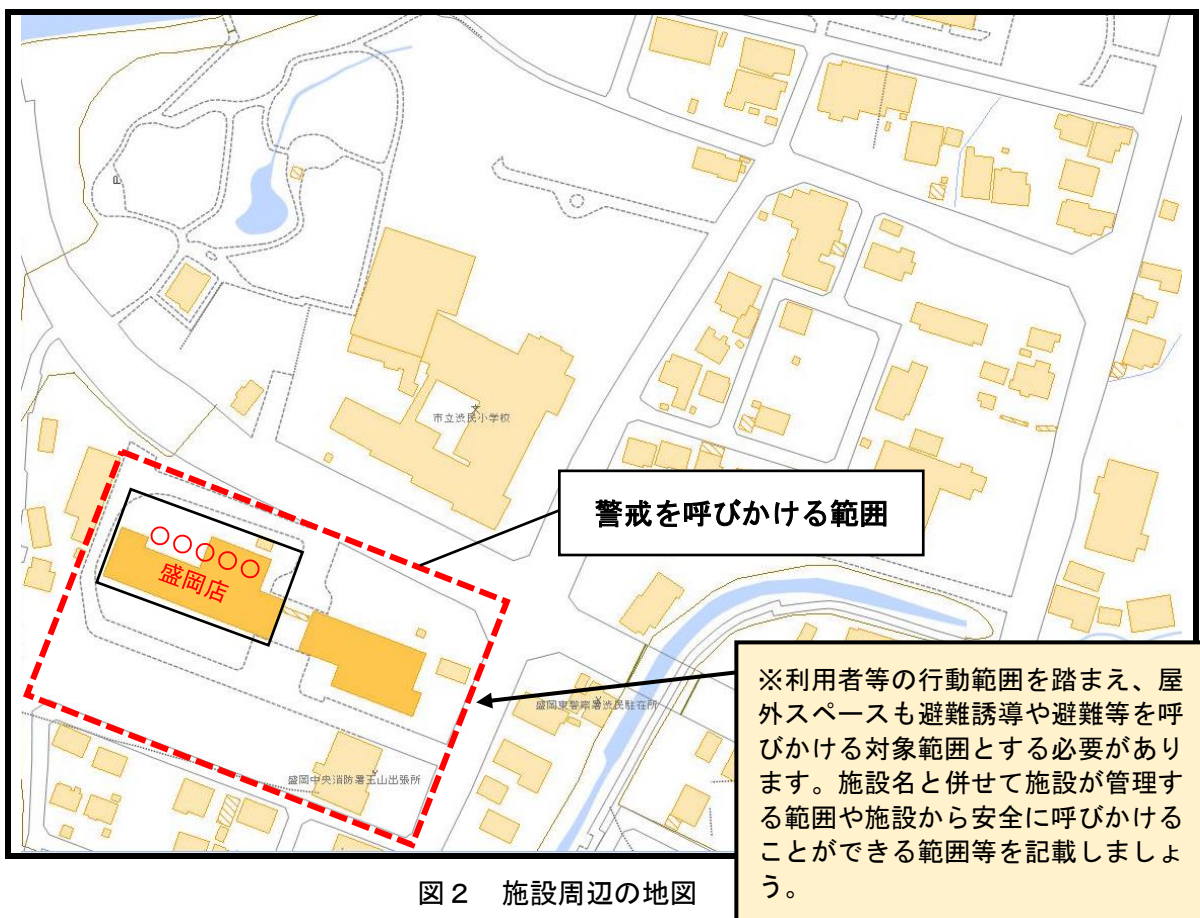 市立渋民小学校
警戒を呼びかける範囲
○○○○○
盛岡店
盛岡東警察署渋民駐在所
盛岡中央消防署玉山出張所
※利用者等の行動範囲を踏まえ、屋
外スペースも避難誘導や避難等を呼
びかける対象範囲とする必要があり
ます。施設名と併せて施設が管理す
る範囲や施設から安全に呼びかける
ことができる範囲等を記載しましょ
う。
図２　施設周辺の地図